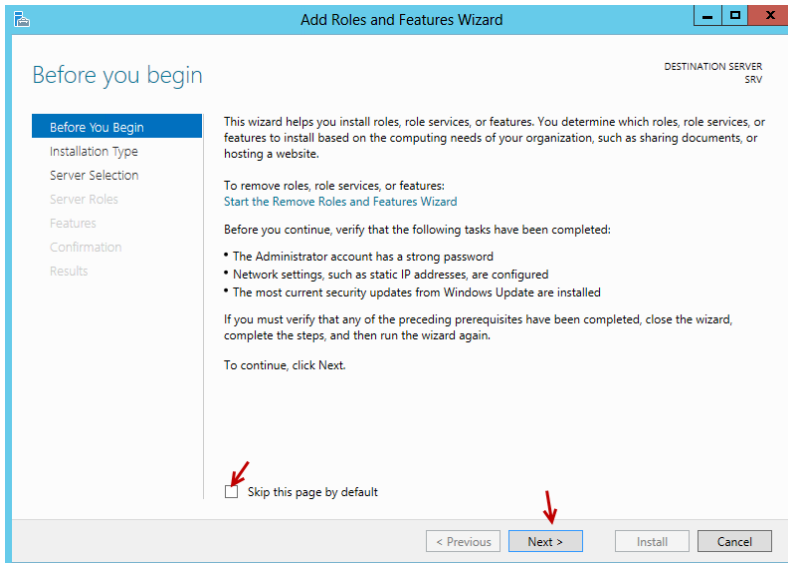 Add Roles and Features Wizard
Before you begin
DESTINATION SERVER
SRV
Before You Begin
Installation Type
Server Selection
Server Roles
Features
Confirmation
Results
This wizard helps you install roles, role services, or features. You determine which roles, role services, or
features to install based on the computing needs of your organization, such as sharing documents, or
hosting a website.
To remove roles, role services, or features:
Start the Remove Roles and Features Wizard
Before you continue, verify that the following tasks have been completed:
• The Administrator account has a strong password
• Network settings, such as static IP addresses, are configured
• The most current security updates from Windows Update are installed
If you must verify that any of the preceding prerequisites have been completed, close the wizard,
complete the steps, and then run the wizard again.
To continue, click Next.
Skip this page by default
< Previous
Next >
Install
Cancel